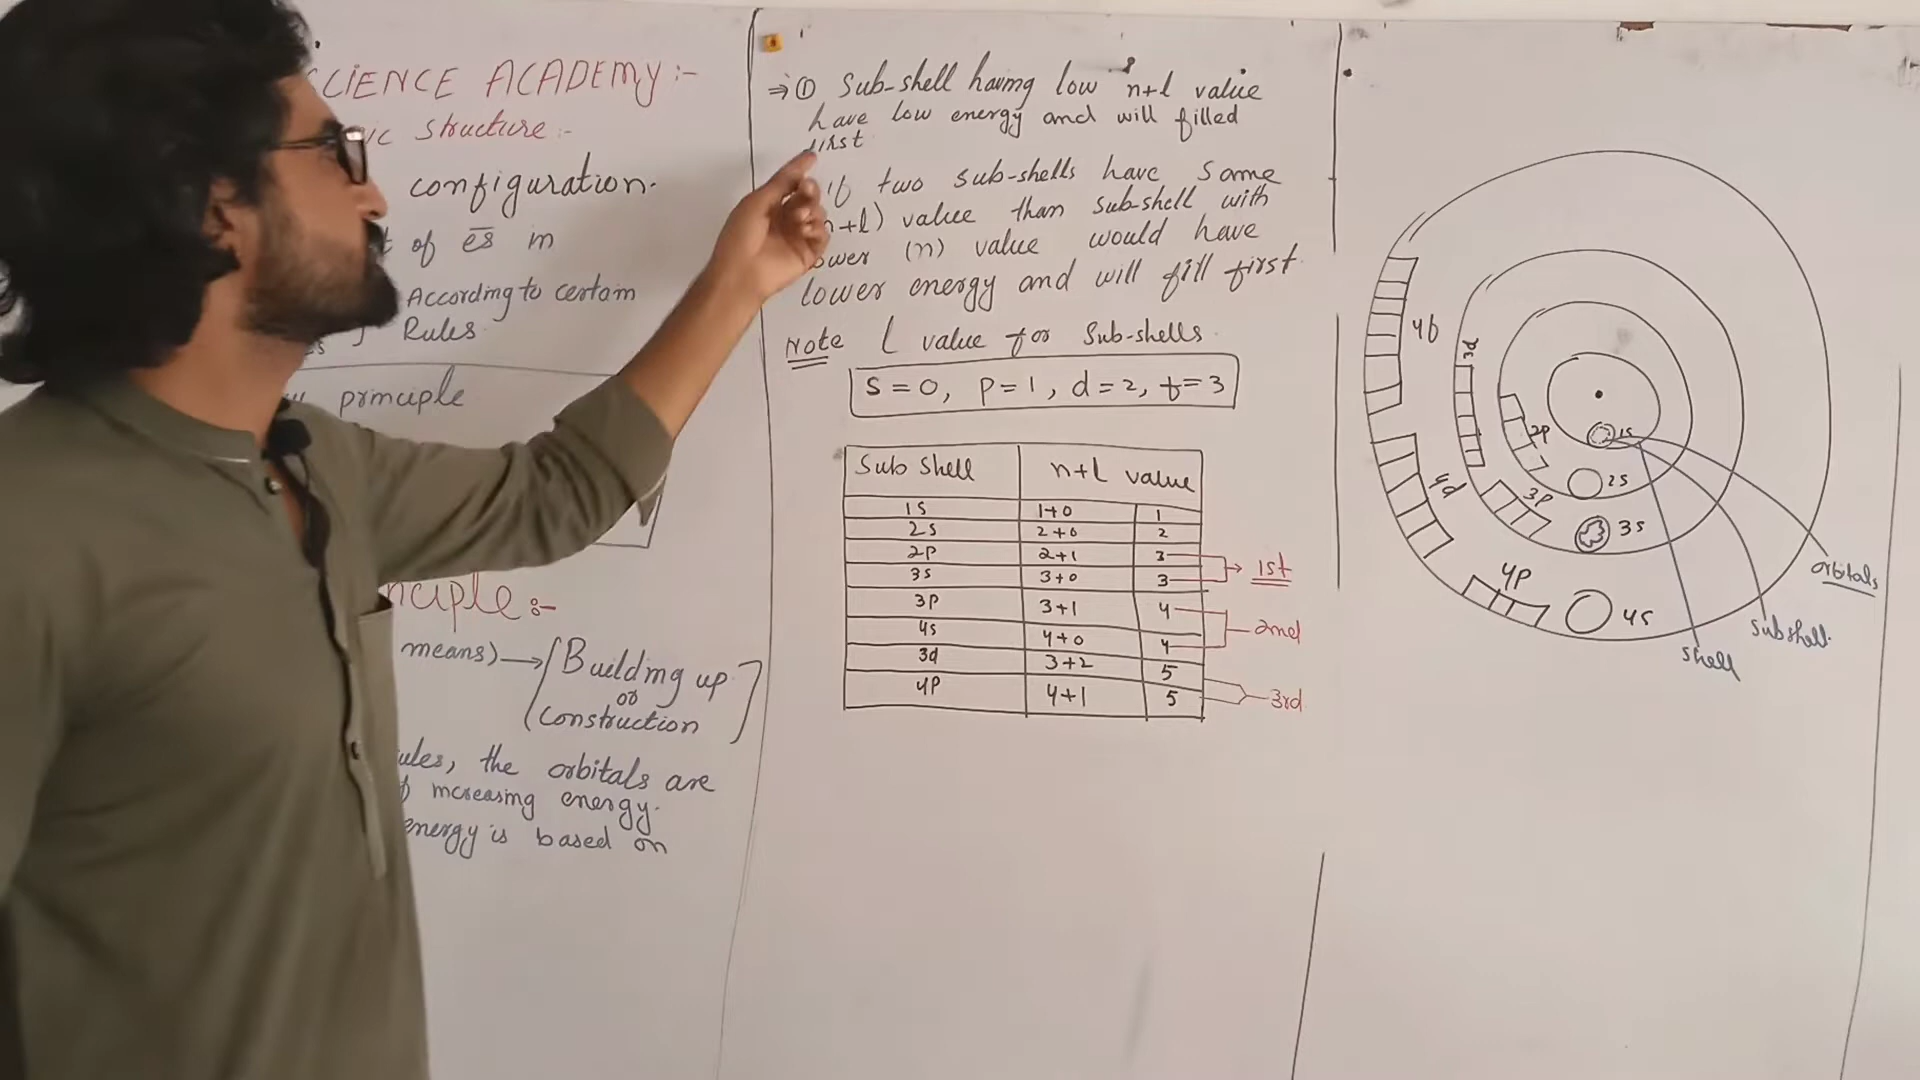 SCIENCE ACADEMY:-
Structure:-
configuration.
of ēs in
According to certain
Rules.
principle
means) → (Building up
or
construction
the orbitals are
increasing energy.
energy is based on
⇒ ① Sub-shell having low n+l value
have low energy and will filled
first
If two sub-shells have same
n+l) value than sub-shell with
lower (n) value would have
lower energy and will fill first
Note l value for Sub-shells.
S=0, p=1, d=2, f=3
Sub Shell n+l value
1s 1+0 1
2s 2+0 2
2p 2+1 3
3s 3+0 3
1st
3p 3+1 4
4s 4+0 4
2nd
3d 3+2 5
4p 4+1 5
3rd
4f
3d
2p
1s
2s
4d
3p
3s
4p
4s
orbitals
subshell
shell